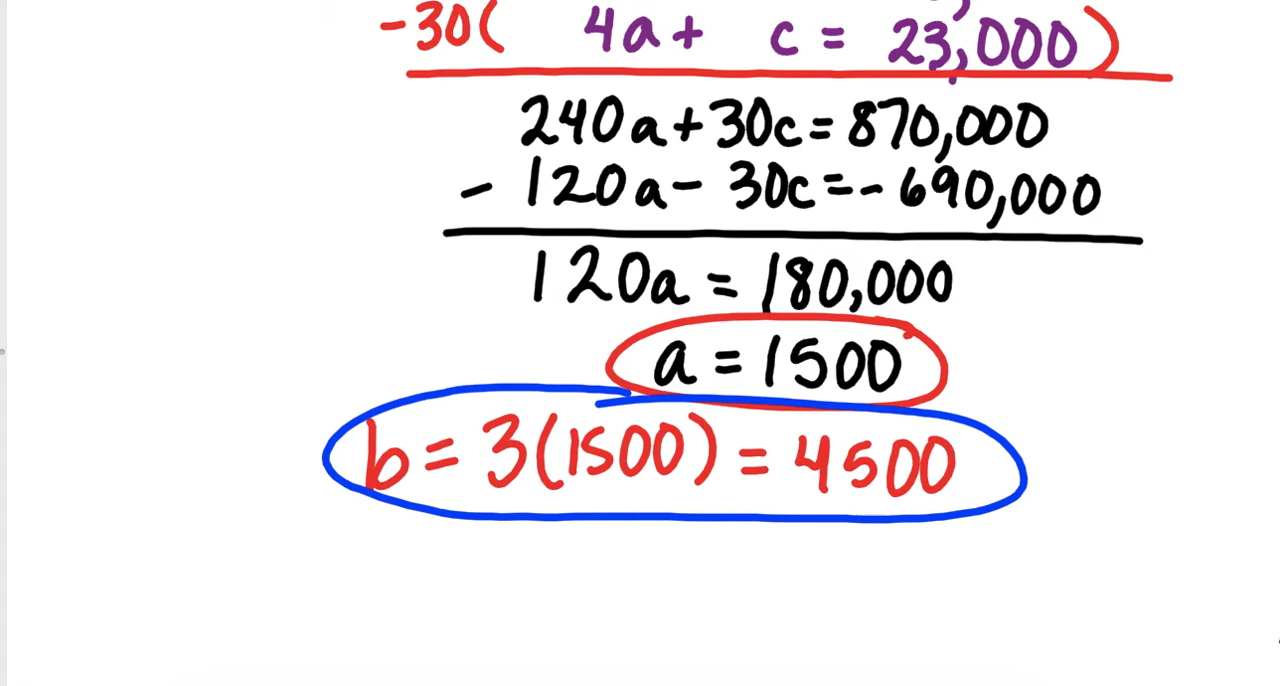 -30( 4a + c = 23,000)
240a + 30c = 870,000
- 120a - 30c = - 690,000
120a = 180,000
a = 1500
b = 3(1500) = 4500